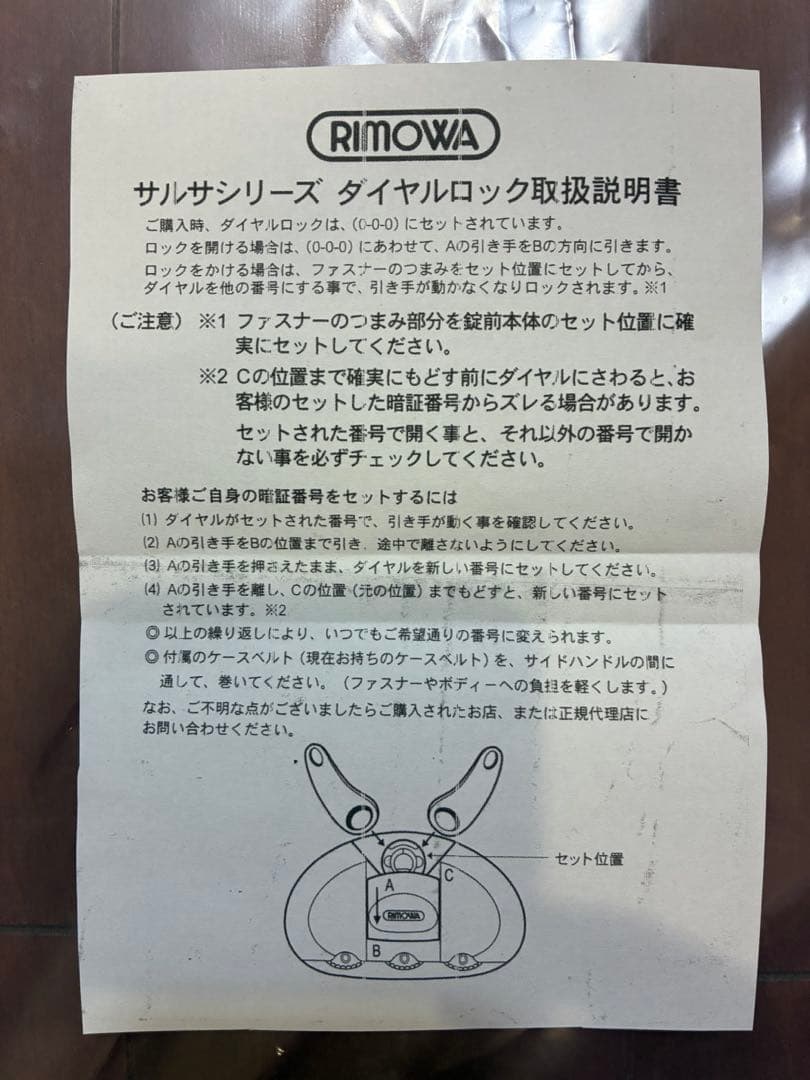 RIMOWA
サルサシリーズ ダイヤルロック取扱説明書
ご購入時、ダイヤルロックは、(0-0-0) にセットされています。
ロックを開ける場合は、(0-0-0) にあわせて、Aの引き手をBの方向に引きます。
ロックをかける場合は、ファスナーのつまみをセット位置にセットしてから、
ダイヤルを他の番号にする事で、引き手が動かなくなりロックされます。※1
(ご注意) ※1 ファスナーのつまみ部分を錠前本体のセット位置に確
実にセットしてください。
※2 Cの位置まで確実にもどす前にダイヤルにさわると、お
客様のセットした暗証番号からズレる場合があります。
セットされた番号で開く事と、それ以外の番号で開か
ない事を必ずチェックしてください。
お客様ご自身の暗証番号をセットするには
(1) ダイヤルがセットされた番号で、引き手が動く事を確認してください。
(2) Aの引き手をBの位置まで引き、途中で離さないようにしてください。
(3) Aの引き手を押さえたまま、ダイヤルを新しい番号にセットしてください。
(4) Aの引き手を離し、Cの位置 (元の位置) までもどすと、新しい番号にセット
されています。※2
◎以上の繰り返しにより、いつでもご希望通りの番号に変えられます。
◎付属のケースベルト (現在お持ちのケースベルト) を、サイドハンドルの間に
通して、巻いてください。 (ファスナーやボディーへの負担を軽くします。)
なお、ご不明な点がございましたらご購入されたお店、または正規代理店に
お問い合わせください。
セット位置
A
C
RIMOWA
B